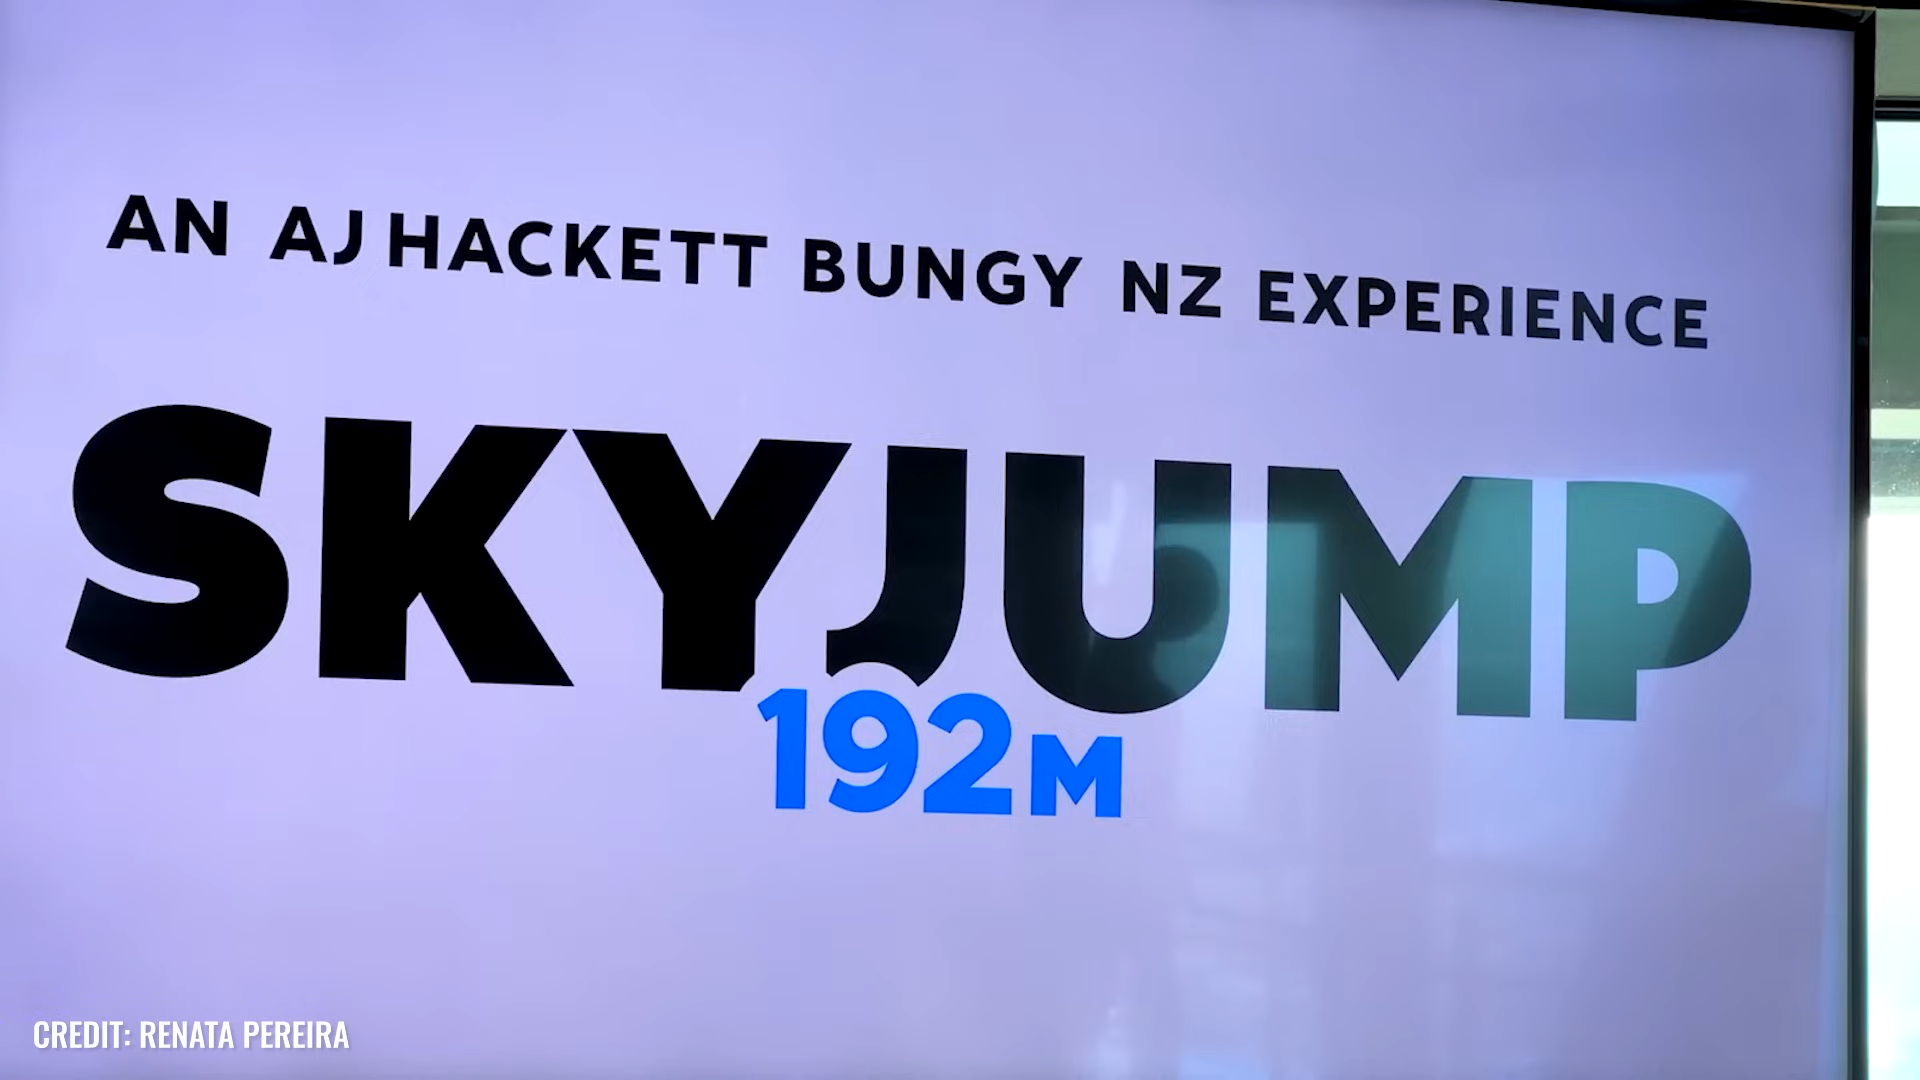 AN AJ HACKETT BUNGY NZ EXPERIENCE
SKYJUMP
192M
CREDIT: RENATA PEREIRA